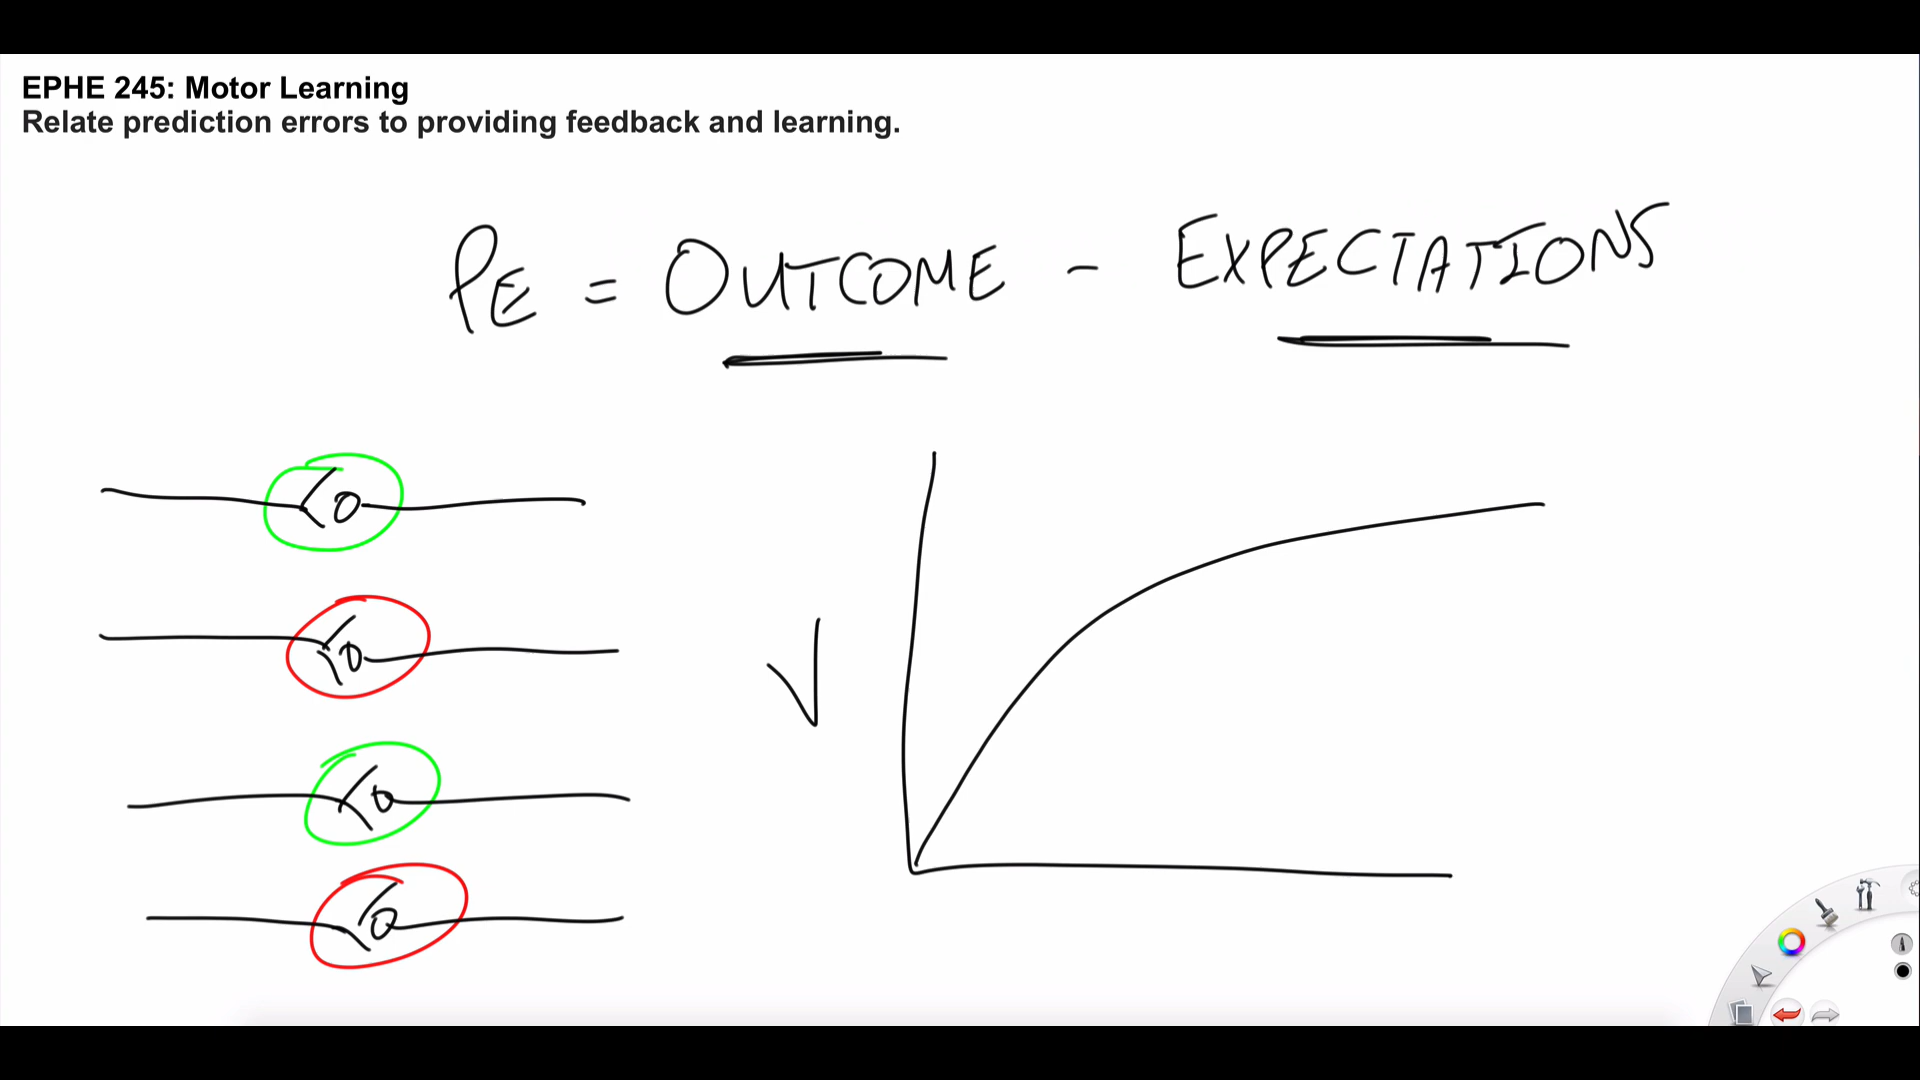 EPHE 245: Motor Learning
Relate prediction errors to providing feedback and learning.
PE = OUTCOME - EXPECTATIONS
V